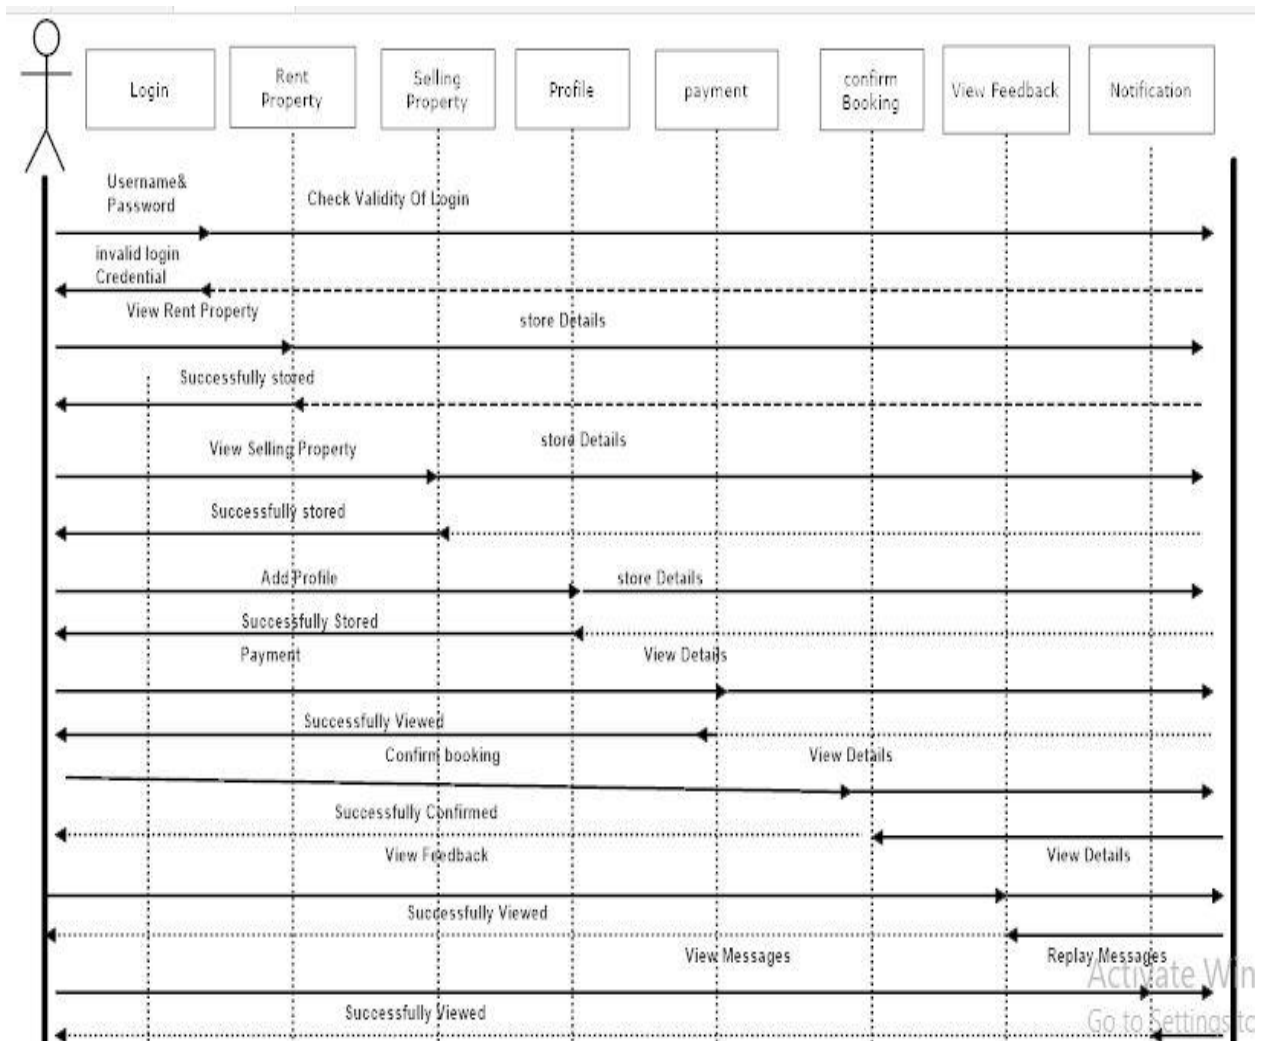 Login
Rent
Property
Selling
Property
Profile
payment
confirm
Booking
View Feedback
Notification
Username&
Password
Check Validity Of Login
invalid login
Credential
View Rent Property
store Details
Successfully stored
View Selling Property
store Details
Successfully stored
Add Profile
store Details
Successfully Stored
Payment
View Details
Successfully Viewed
Confirm booking
View Details
Successfully Confirmed
View Feedback
View Details
Successfully Viewed
View Messages
Replay Messages
Activate Win
Successfully Viewed
Go to Settings to